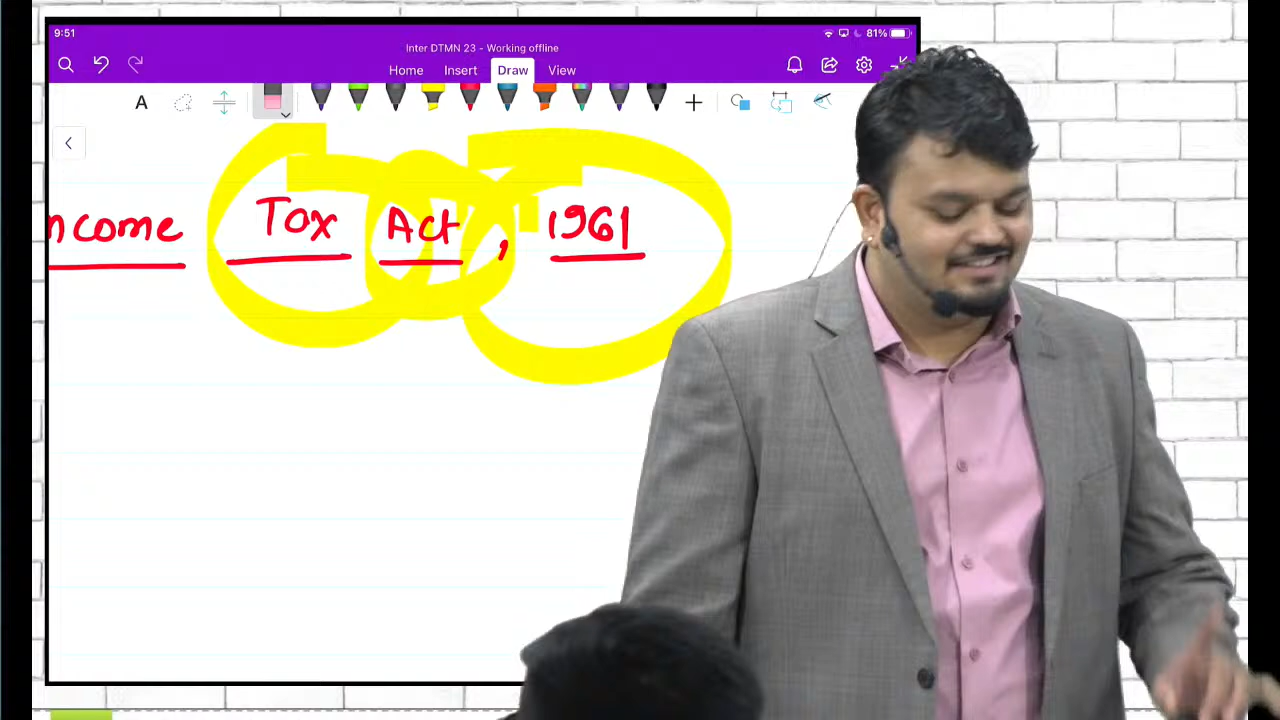 9:51
81%
Inter DTMN 23 - Working offline
Home Insert Draw View
A
ncome Tax Act, 1961